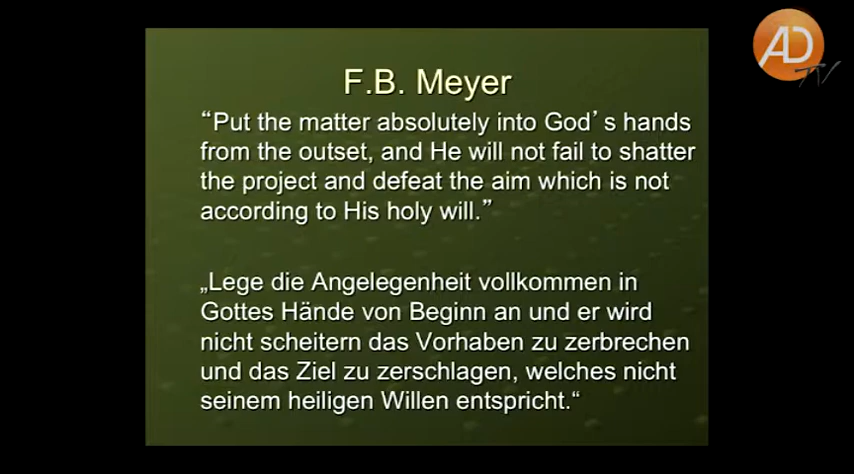 AD
TV
F.B. Meyer
“Put the matter absolutely into God’s hands
from the outset, and He will not fail to shatter
the project and defeat the aim which is not
according to His holy will.”
„Lege die Angelegenheit vollkommen in
Gottes Hände von Beginn an und er wird
nicht scheitern das Vorhaben zu zerbrechen
und das Ziel zu zerschlagen, welches nicht
seinem heiligen Willen entspricht.“